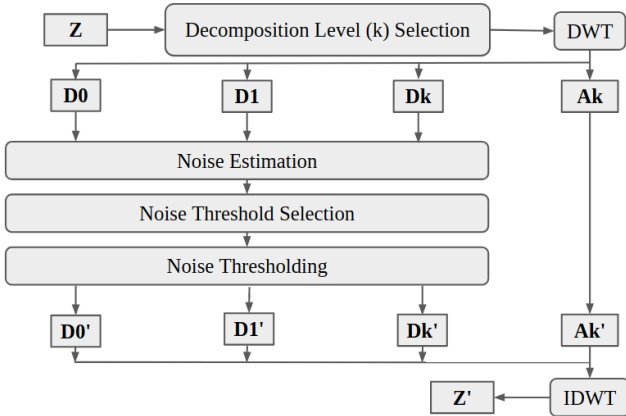 Z
Decomposition Level (k) Selection
DWT
D0
D1
Dk
Ak
Noise Estimation
Noise Threshold Selection
Noise Thresholding
D0'
D1'
Dk'
Ak'
Z'
IDWT